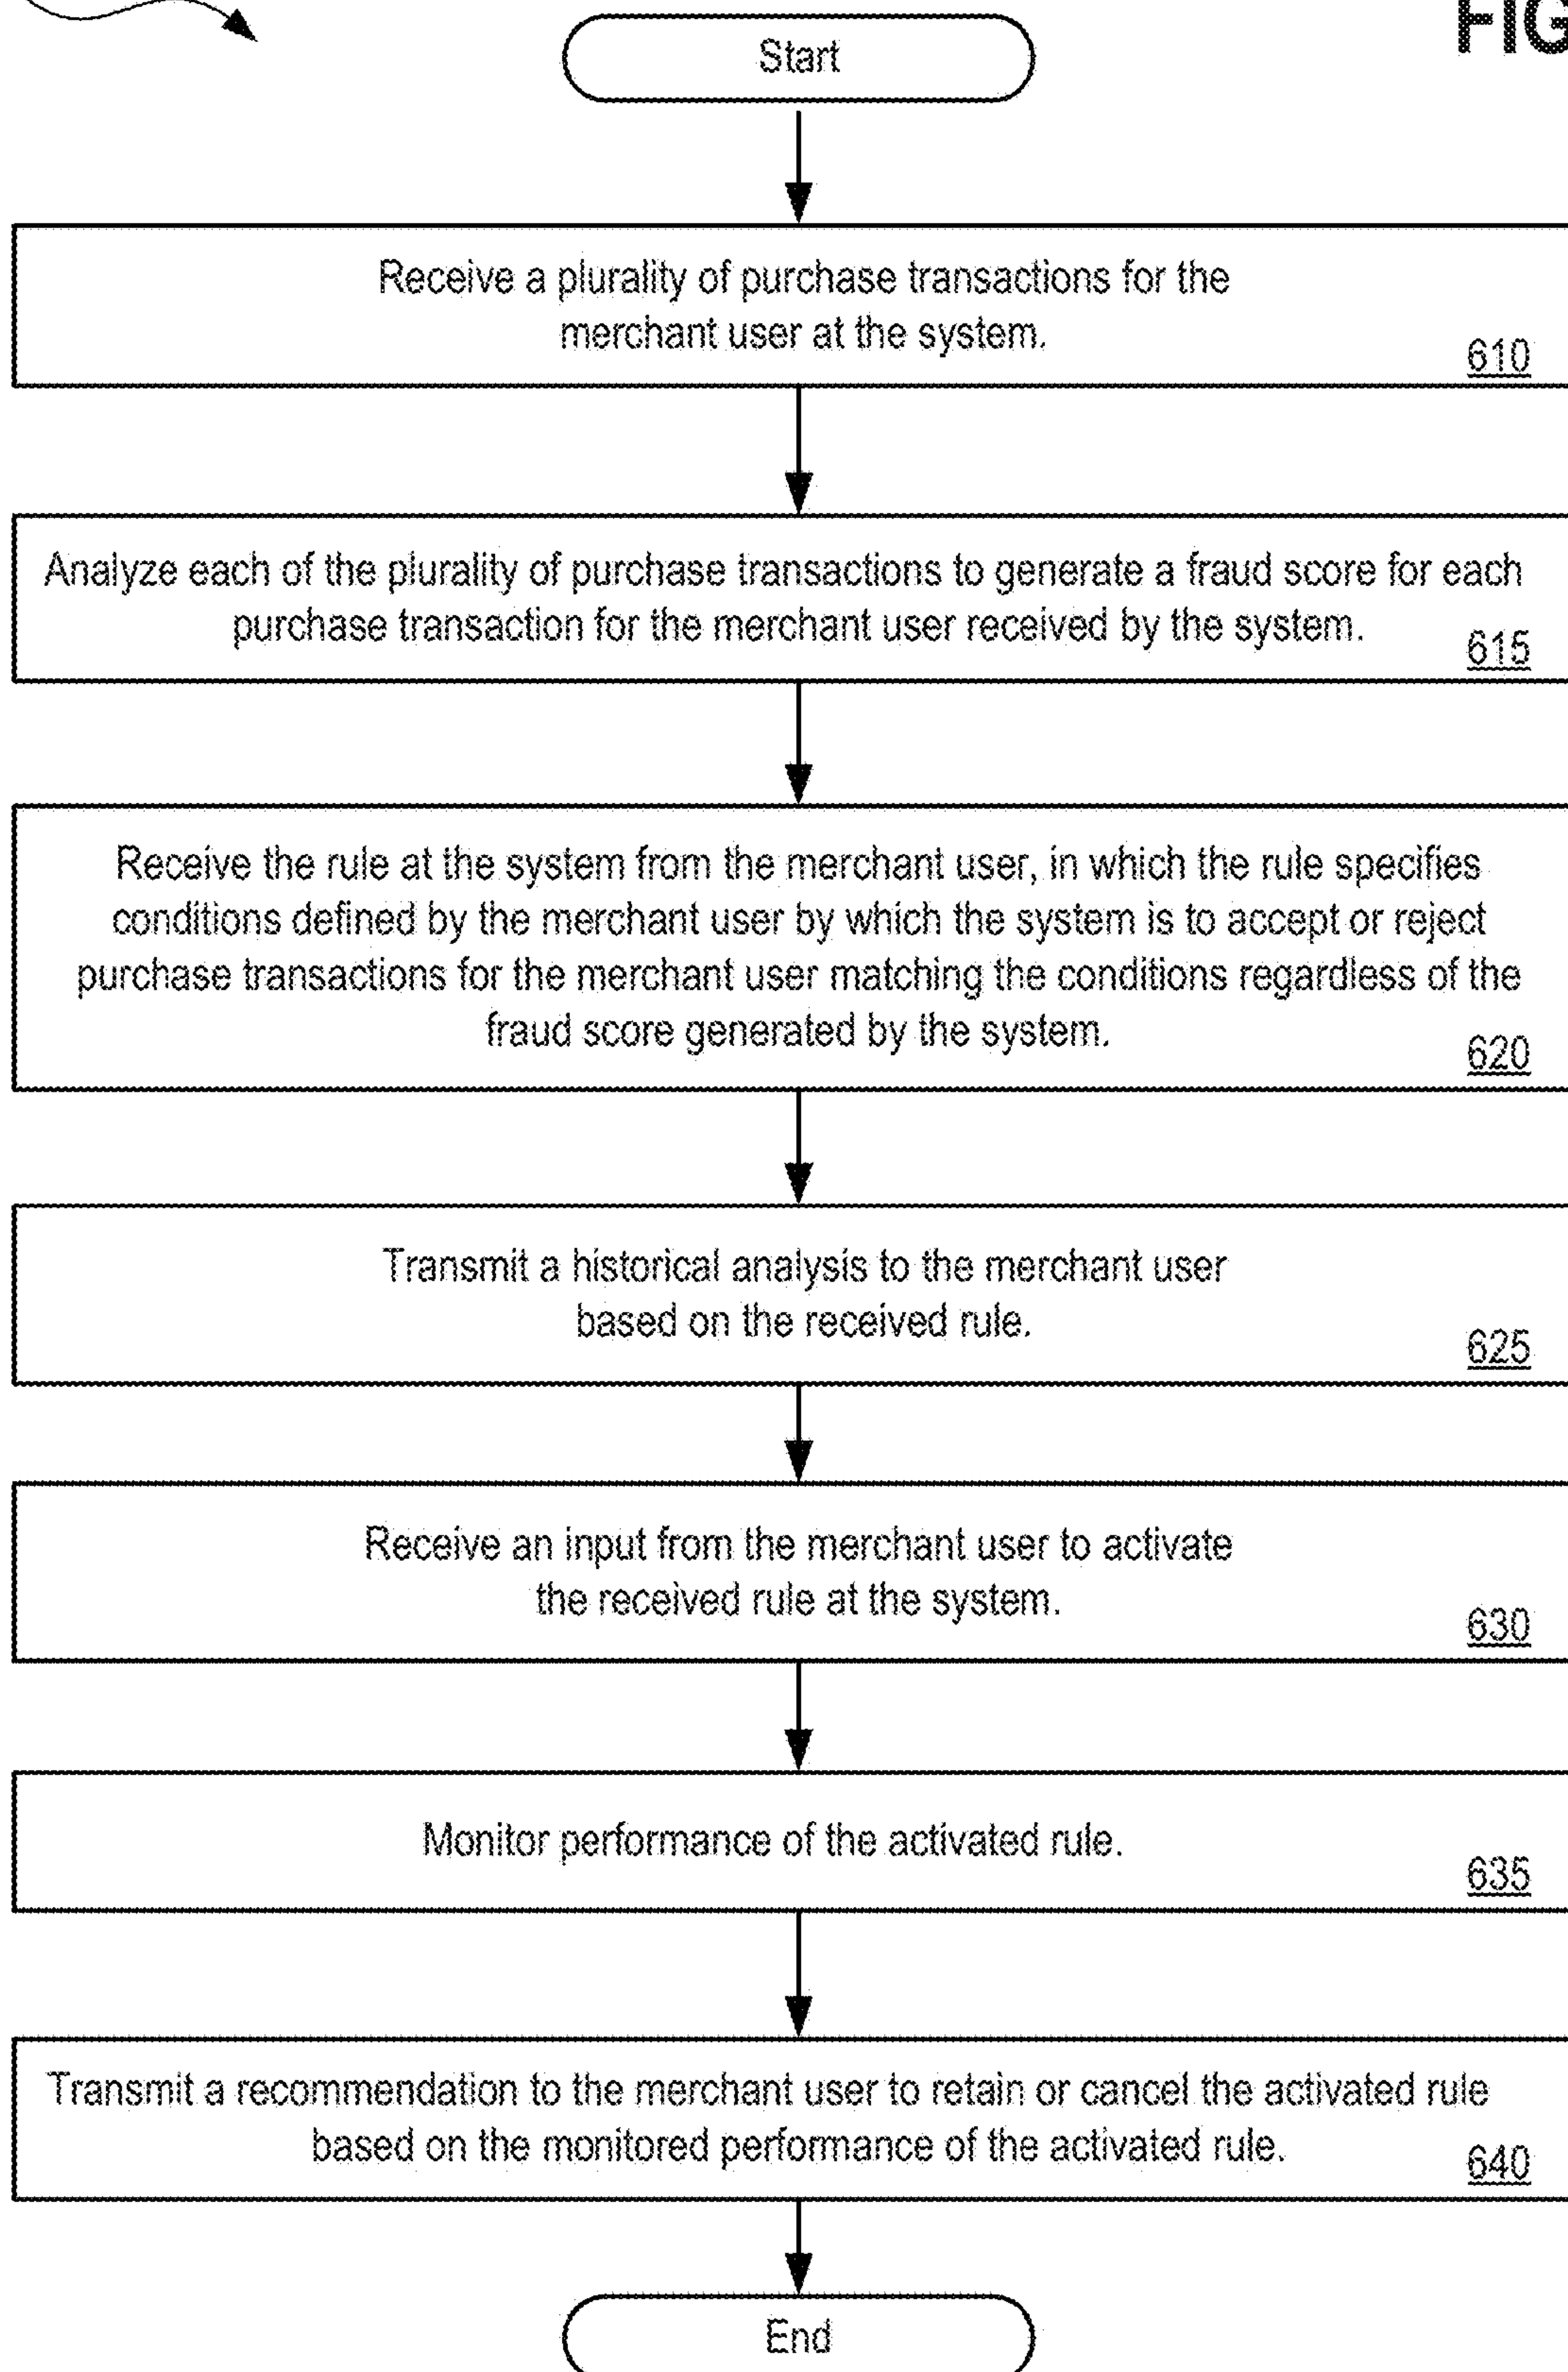 FIG
Start
Receive a plurality of purchase transactions for the
merchant user at the system.
610
Analyze each of the plurality of purchase transactions to generate a fraud score for each
purchase transaction for the merchant user received by the system.
615
Receive the rule at the system from the merchant user, in which the rule specifies
conditions defined by the merchant user by which the system is to accept or reject
purchase transactions for the merchant user matching the conditions regardless of the
fraud score generated by the system.
620
Transmit a historical analysis to the merchant user
based on the received rule.
625
Receive an input from the merchant user to activate
the received rule at the system.
630
Monitor performance of the activated rule.
635
Transmit a recommendation to the merchant user to retain or cancel the activated rule
based on the monitored performance of the activated rule.
640
End